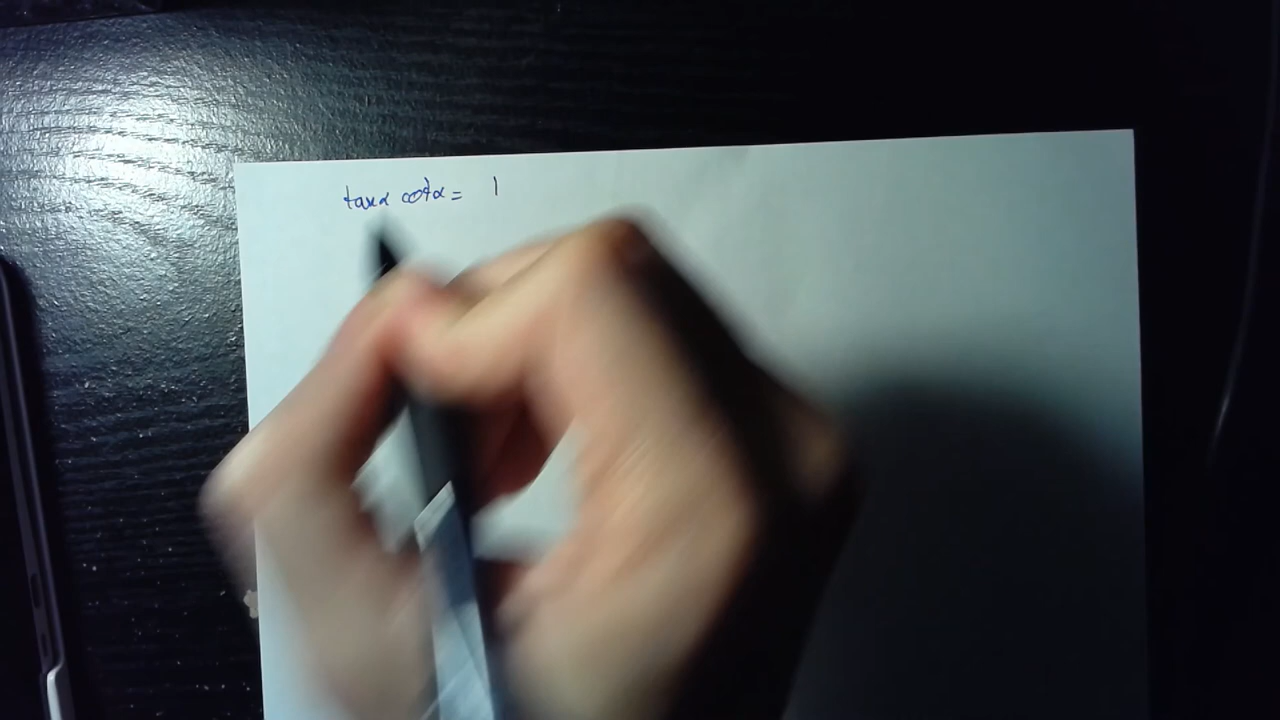 tanα cotα = 1